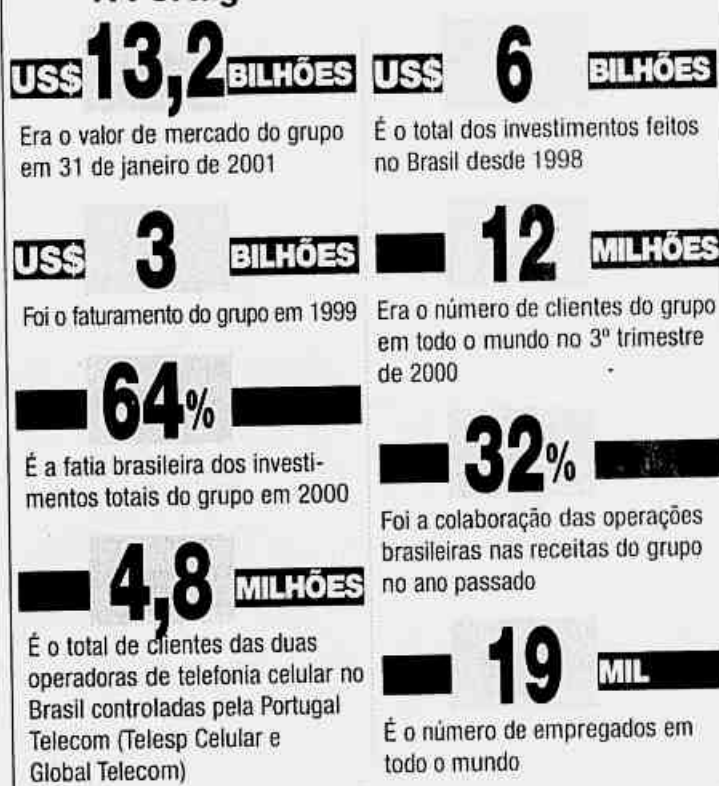 US$ 13,2 BILHÕES
Era o valor de mercado do grupo
em 31 de janeiro de 2001
US$ 3 BILHÕES
Foi o faturamento do grupo em 1999
64%
É a fatia brasileira dos investi-
mentos totais do grupo em 2000
4,8 MILHÕES
É o total de clientes das duas
operadoras de telefonia celular no
Brasil controladas pela Portugal
Telecom (Telesp Celular e
Global Telecom)
US$ 6 BILHÕES
É o total dos investimentos feitos
no Brasil desde 1998
12 MILHÕES
Era o número de clientes do grupo
em todo o mundo no 3º trimestre
de 2000
32%
Foi a colaboração das operações
brasileiras nas receitas do grupo
no ano passado
19 MIL
É o número de empregados em
todo o mundo